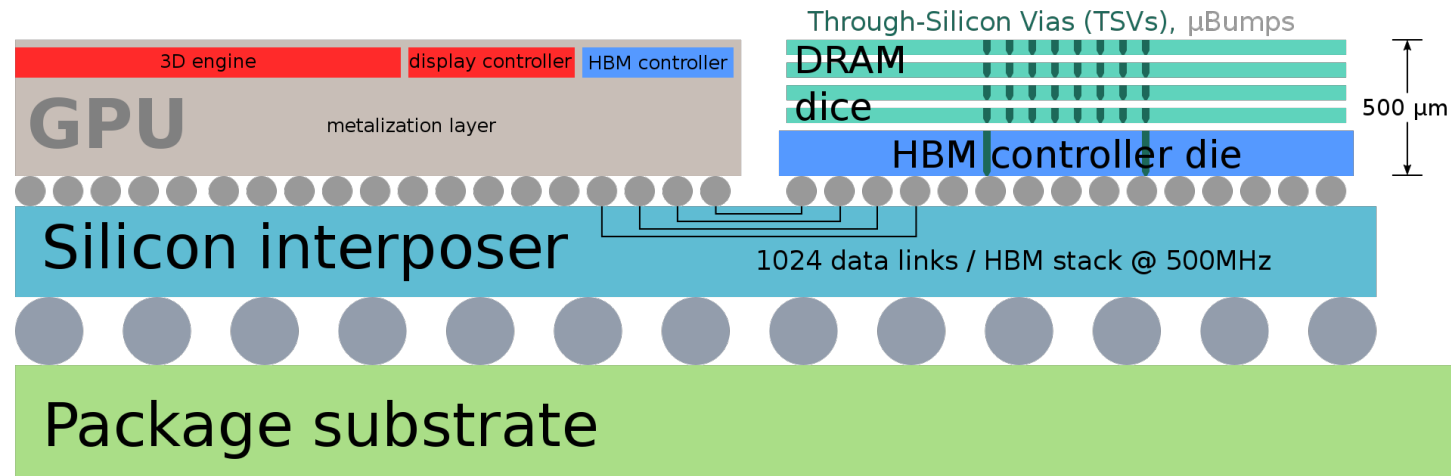 Through-Silicon Vias (TSVs), µBumps
3D engine
display controller
HBM controller
GPU
metalization layer
DRAM
dice
HBM controller die
500 µm
Silicon interposer
1024 data links / HBM stack @ 500MHz
Package substrate